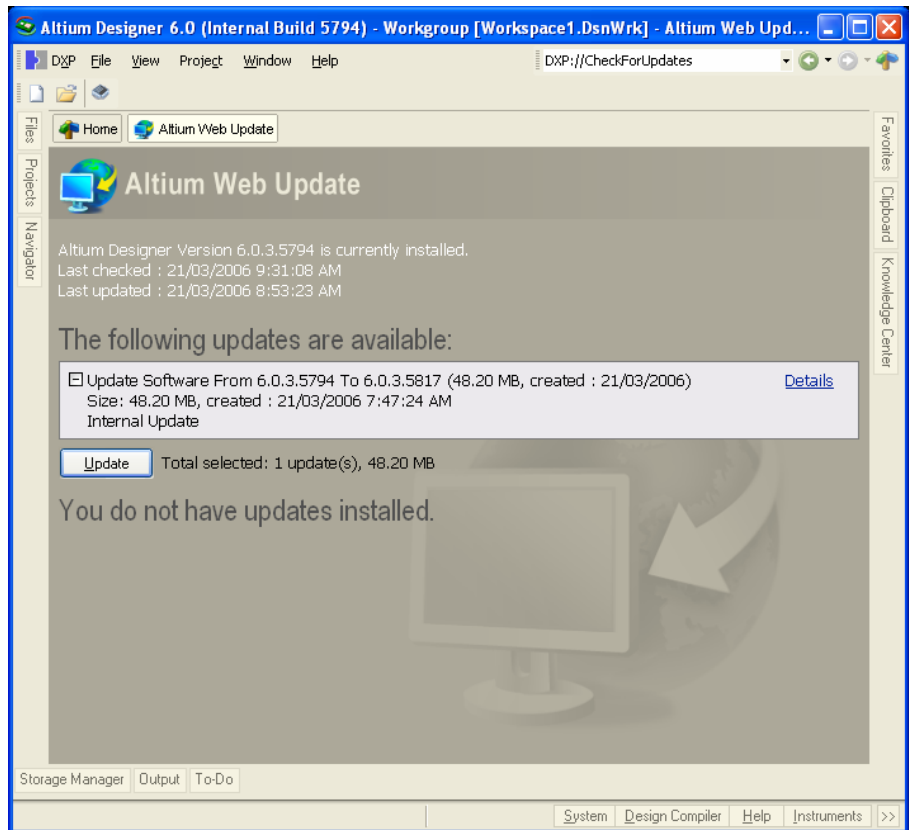 Altium Designer 6.0 (Internal Build 5794) - Workgroup [Workspace1.DsnWrk] - Altium Web Upd...
DXP File View Project Window Help DXP://CheckForUpdates
Home Altium Web Update
Files
Projects
Navigator
Favorites
Clipboard
Knowledge Center
Altium Web Update
Altium Designer Version 6.0.3.5794 is currently installed.
Last checked : 21/03/2006 9:31:08 AM
Last updated : 21/03/2006 8:53:23 AM
The following updates are available:
Update Software From 6.0.3.5794 To 6.0.3.5817 (48.20 MB, created : 21/03/2006) Details
Size: 48.20 MB, created : 21/03/2006 7:47:24 AM
Internal Update
Update Total selected: 1 update(s), 48.20 MB
You do not have updates installed.
Storage Manager Output To-Do
System Design Compiler Help Instruments >>